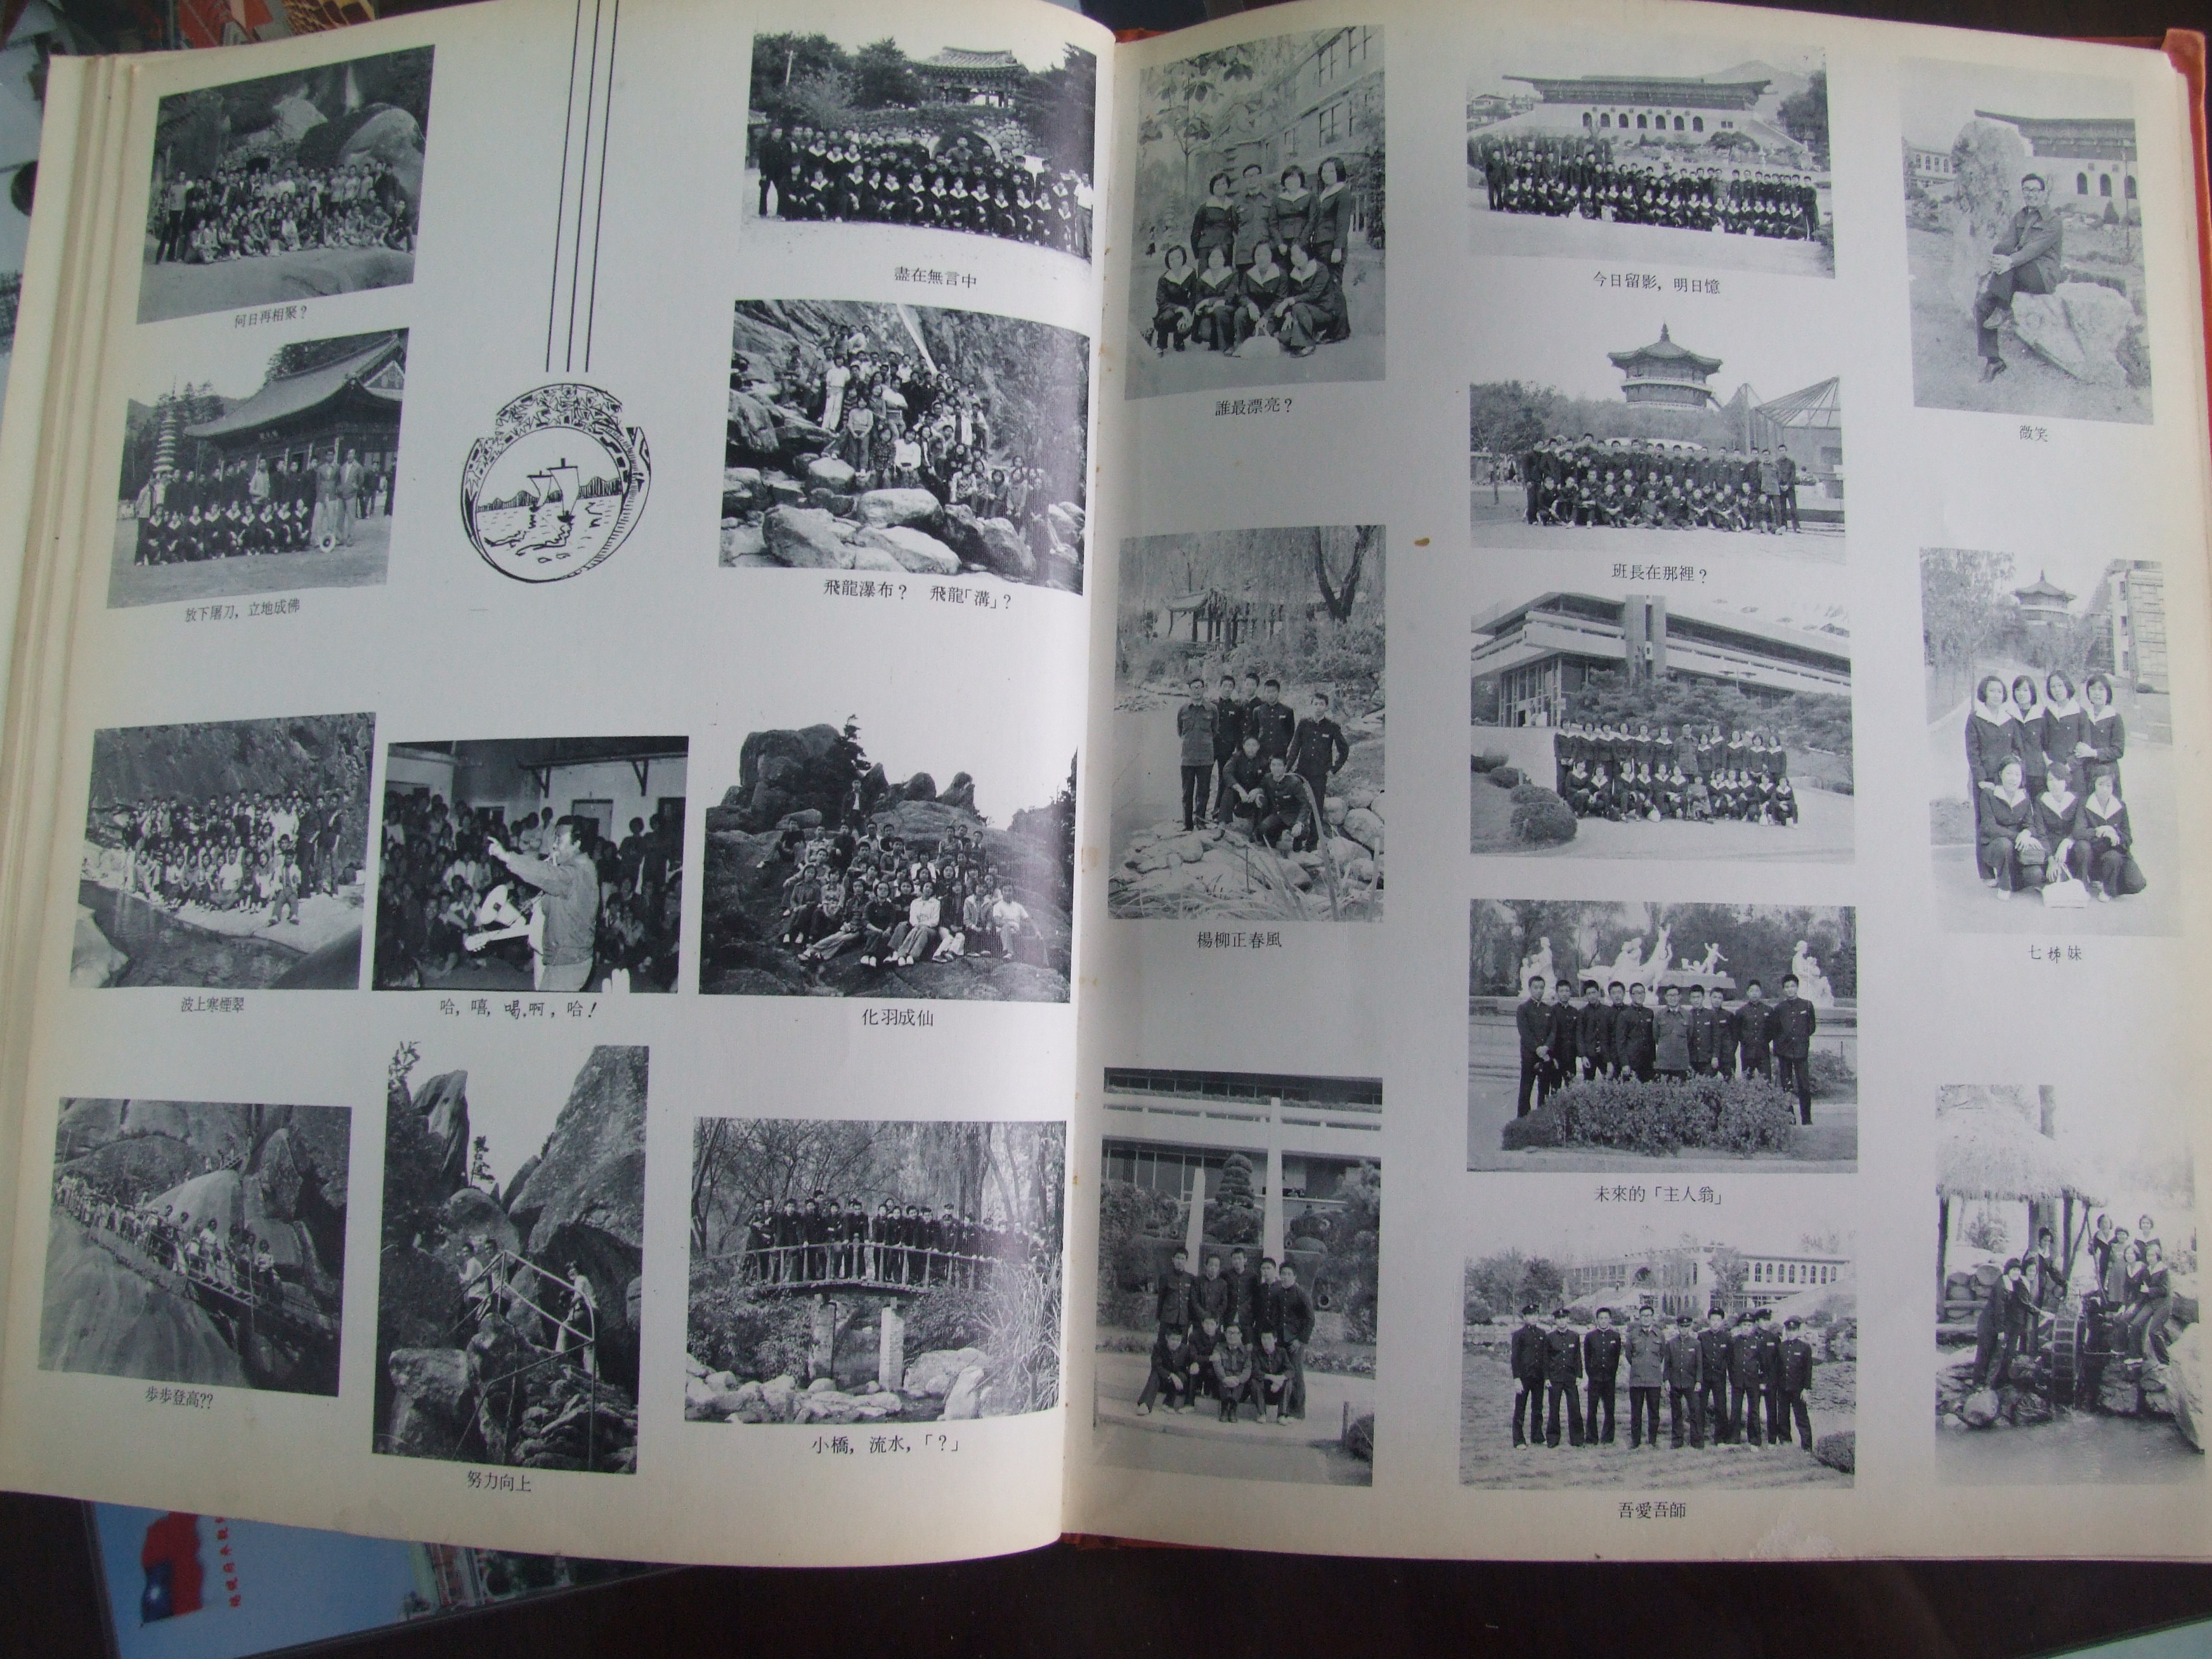 何日再相聚？
盡在無言中
放下屠刀，立地成佛
飛龍瀑布？　飛龍「溝」？
波上寒煙翠
哈，嘻，喝，啊，哈！
化羽成仙
步步登高??
努力向上
小橋，流水，「？」
誰最漂亮？
今日留影，明日憶
微笑
班長在那裡？
楊柳正春風
七姊妹
未來的「主人翁」
吾愛吾師